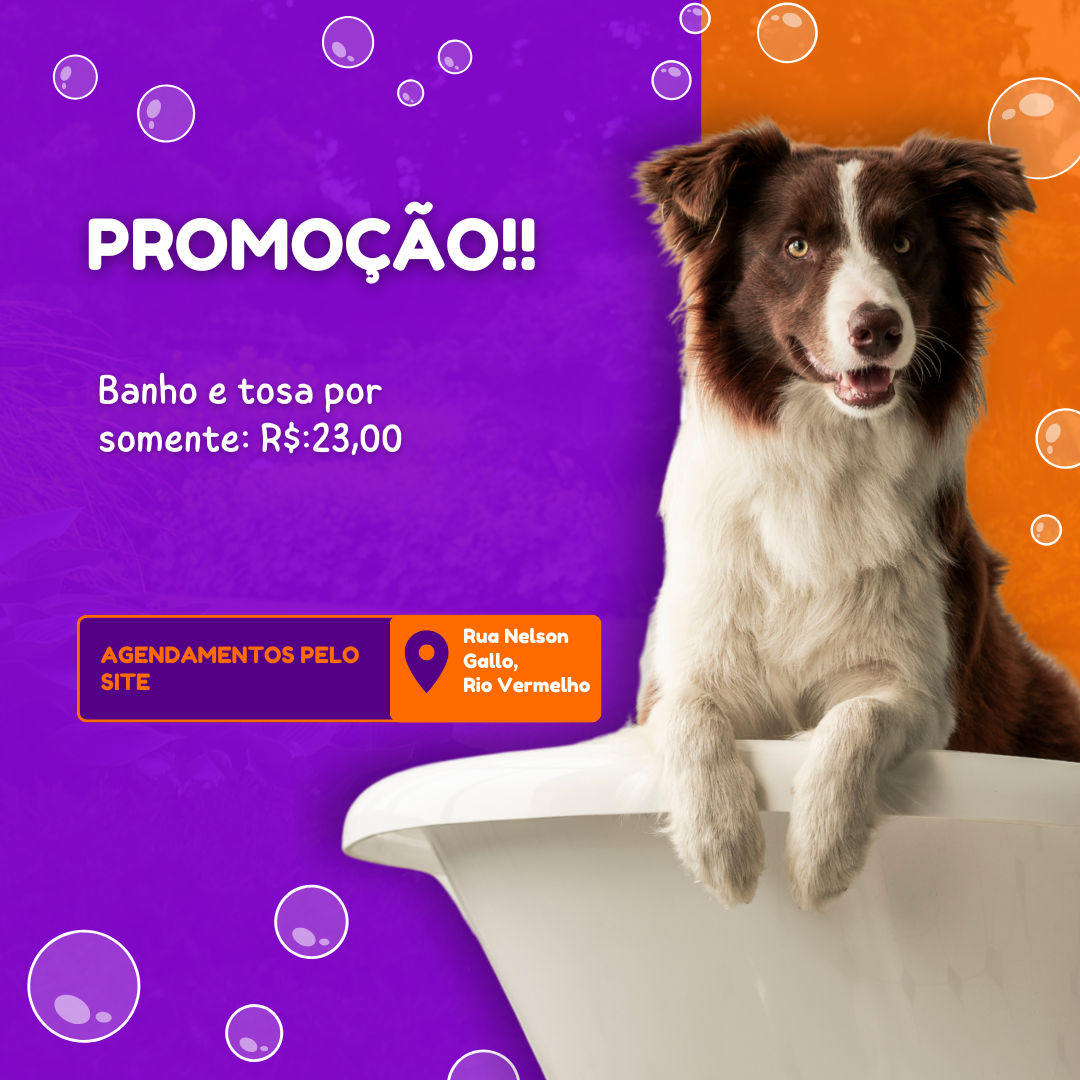 PROMOÇÃO!!
Banho e tosa por
somente: R$:23,00
AGENDAMENTOS PELO
SITE
Rua Nelson
Gallo,
Rio Vermelho